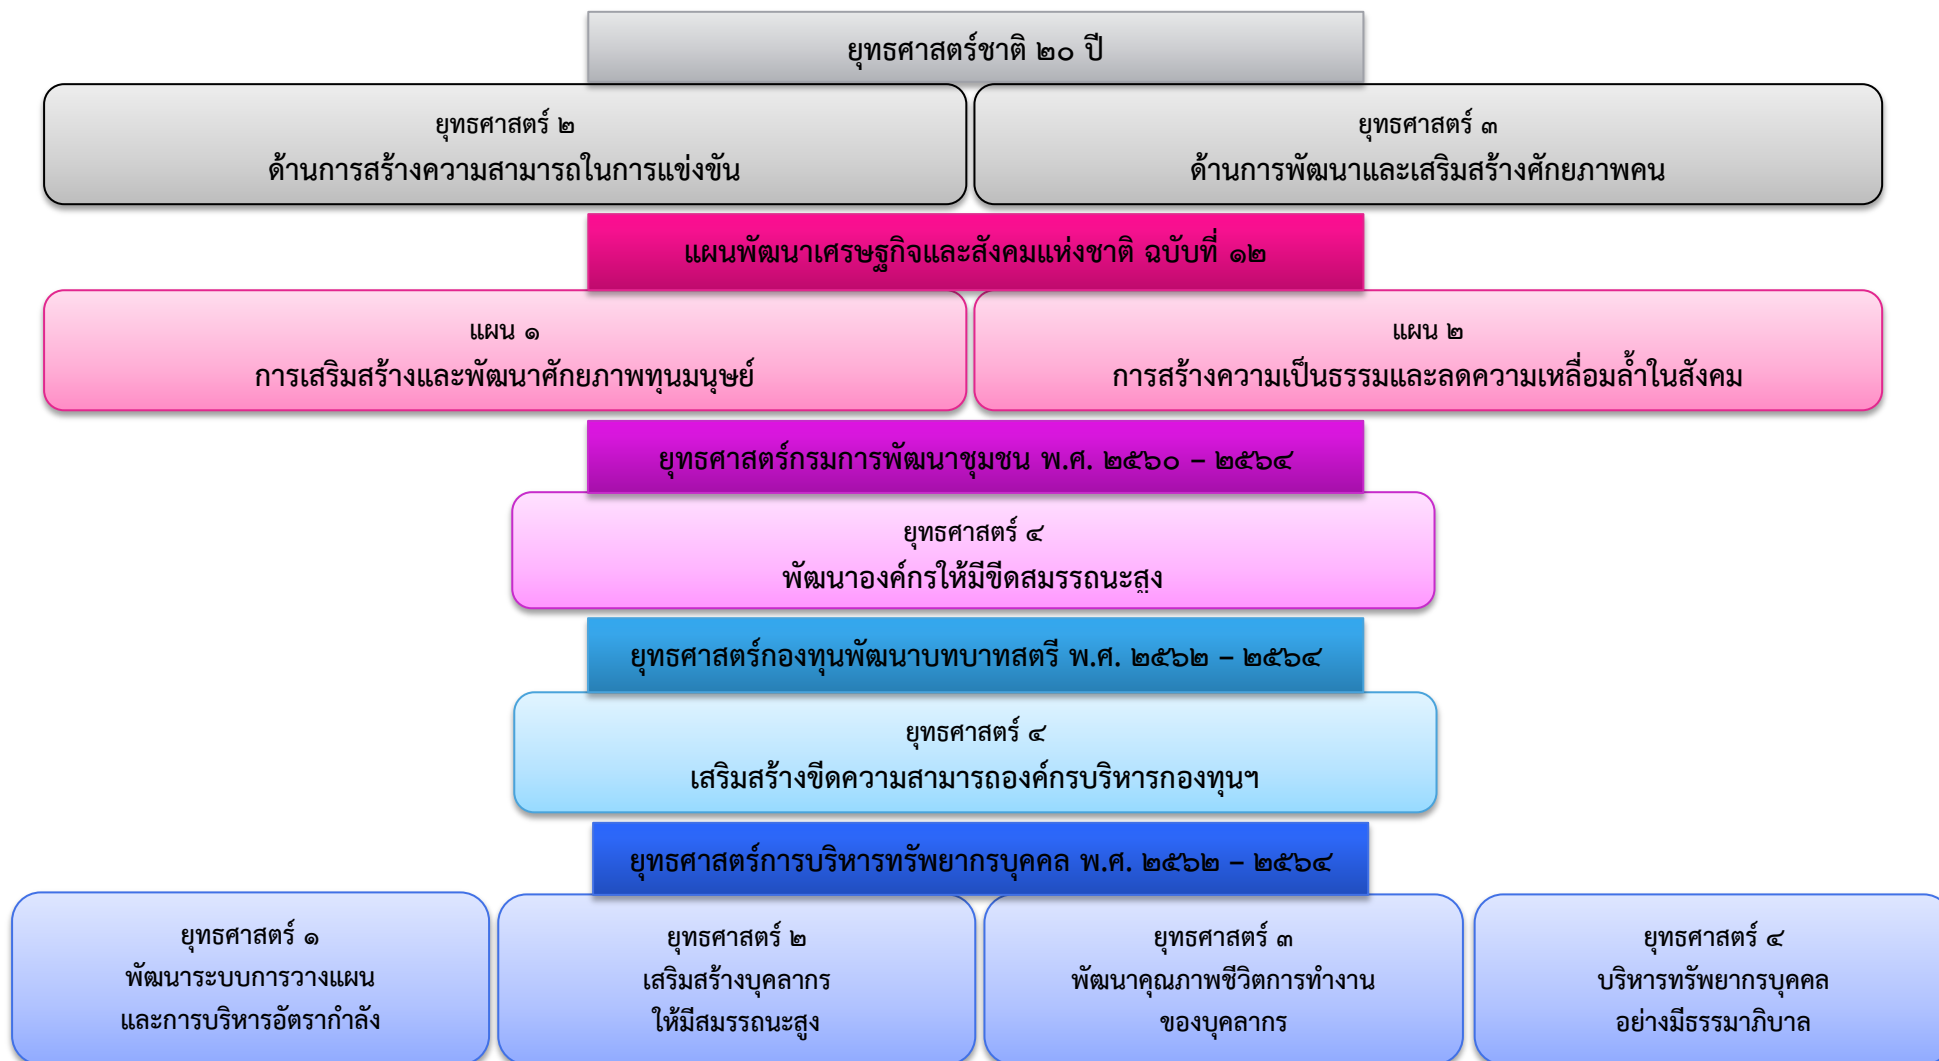 ยุทธศาสตร์ชาติ ๒๐ ปี
ยุทธศาสตร์ ๒
ด้านการสร้างความสามารถในการแข่งขัน
ยุทธศาสตร์ ๓
ด้านการพัฒนาและเสริมสร้างศักยภาพคน
แผนพัฒนาเศรษฐกิจและสังคมแห่งชาติ ฉบับที่ ๑๒
แผน ๑
การเสริมสร้างและพัฒนาศักยภาพทุนมนุษย์
แผน ๒
การสร้างความเป็นธรรมและลดความเหลื่อมล้ำในสังคม
ยุทธศาสตร์กรมการพัฒนาชุมชน พ.ศ. ๒๕๖๐ – ๒๕๖๔
ยุทธศาสตร์ ๔
พัฒนาองค์กรให้มีขีดสมรรถนะสูง
ยุทธศาสตร์กองทุนพัฒนาบทบาทสตรี พ.ศ. ๒๕๖๒ – ๒๕๖๔
ยุทธศาสตร์ ๔
เสริมสร้างขีดความสามารถองค์กรบริหารกองทุนฯ
ยุทธศาสตร์การบริหารทรัพยากรบุคคล พ.ศ. ๒๕๖๒ – ๒๕๖๔
ยุทธศาสตร์ ๑
พัฒนาระบบการวางแผน
และการบริหารอัตรากำลัง
ยุทธศาสตร์ ๒
เสริมสร้างบุคลากร
ให้มีสมรรถนะสูง
ยุทธศาสตร์ ๓
พัฒนาคุณภาพชีวิตการทำงาน
ของบุคลากร
ยุทธศาสตร์ ๔
บริหารทรัพยากรบุคคล
อย่างมีธรรมาภิบาล